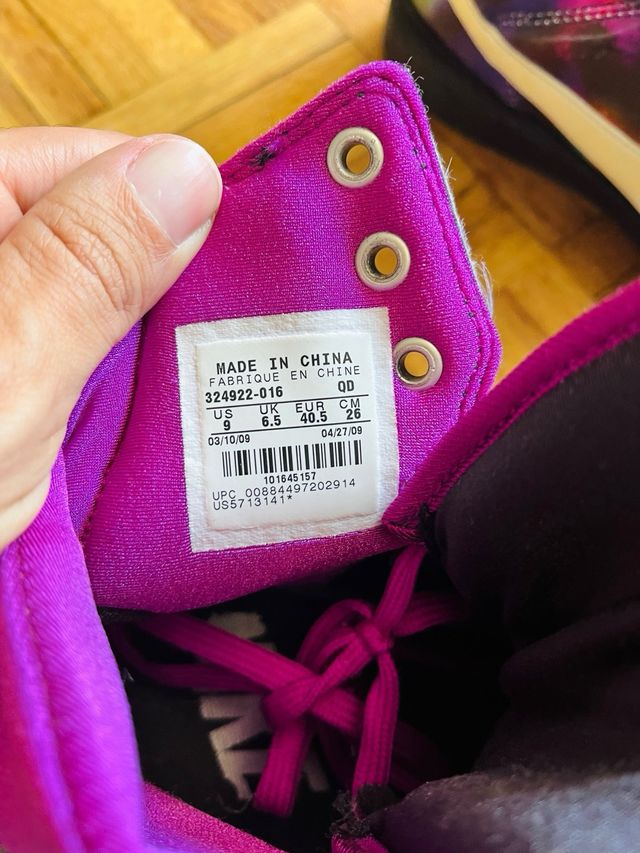 MADE IN CHINA
FABRIQUE EN CHINE
324922-016 QD
US UK EUR CM
9 6.5 40.5 26
03/10/09 04/27/09
101645157
UPC 00884497202914
US5713141*